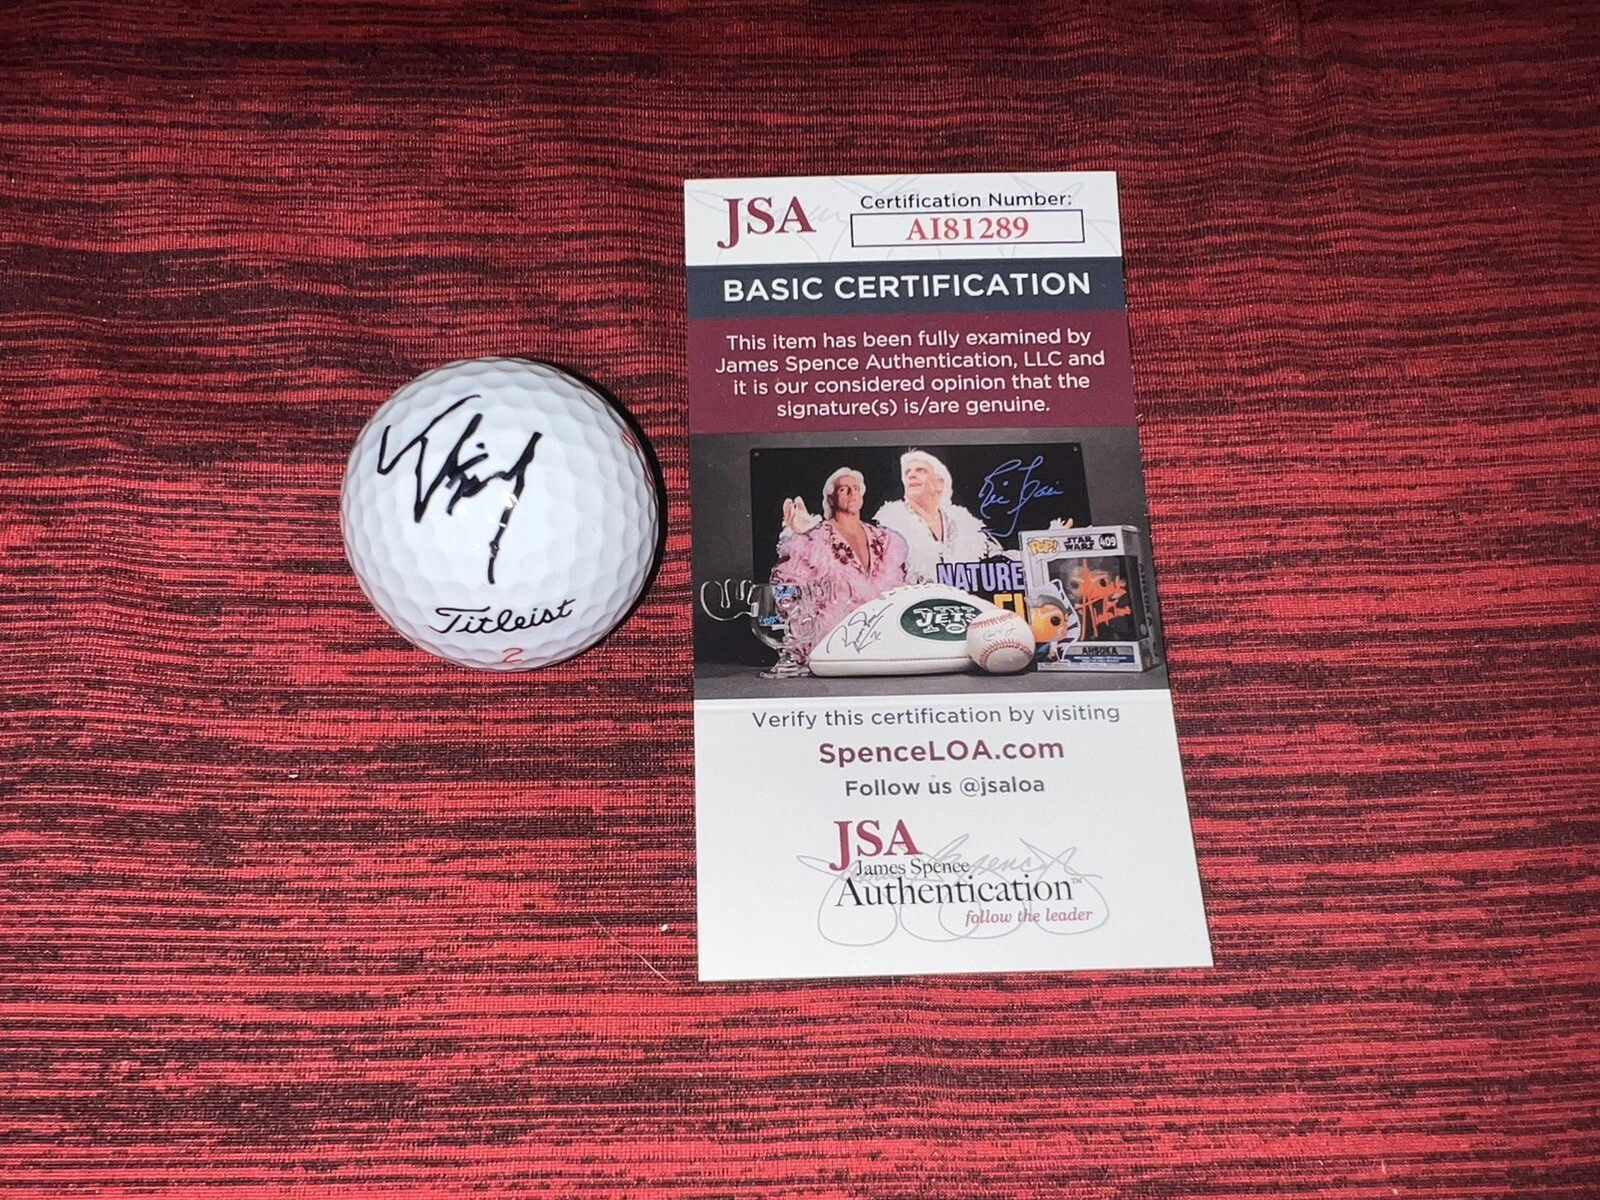 Titleist
2
JSA
Certification Number:
AI81289
BASIC CERTIFICATION
This item has been fully examined by
James Spence Authentication, LLC and
it is our considered opinion that the
signature(s) is/are genuine.
NATURE
JETS
POP!
STAR
WARS
409
AHSOKA
Verify this certification by visiting
SpenceLOA.com
Follow us @jsaloa
JSA
James Spence
Authentication™
follow the leader